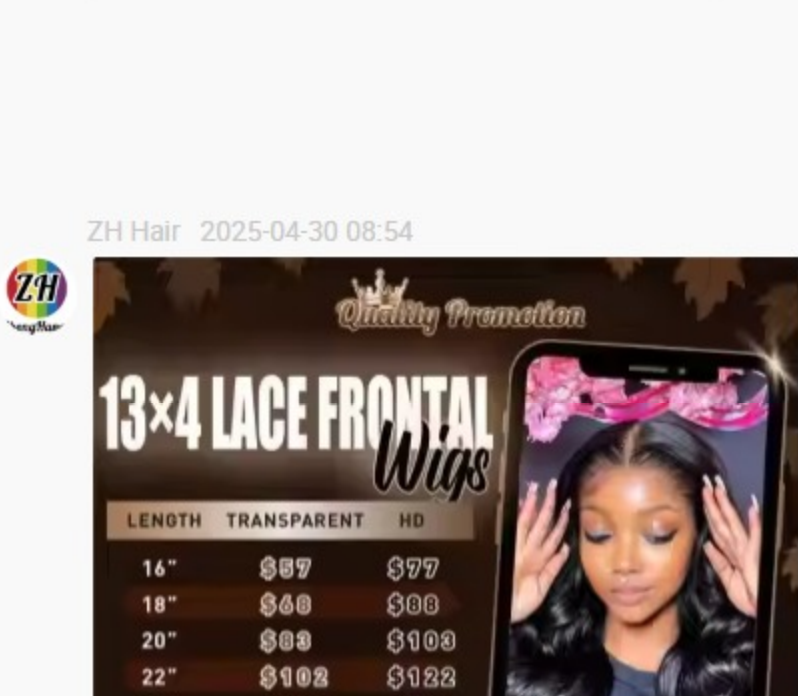 ZH Hair 2025-04-30 08:54
ZH
Quality Promotion
13×4 LACE FRONTAL
Wigs
LENGTH TRANSPARENT HD
16" $57 $77
18" $68 $88
20" $83 $103
22" $102 $122